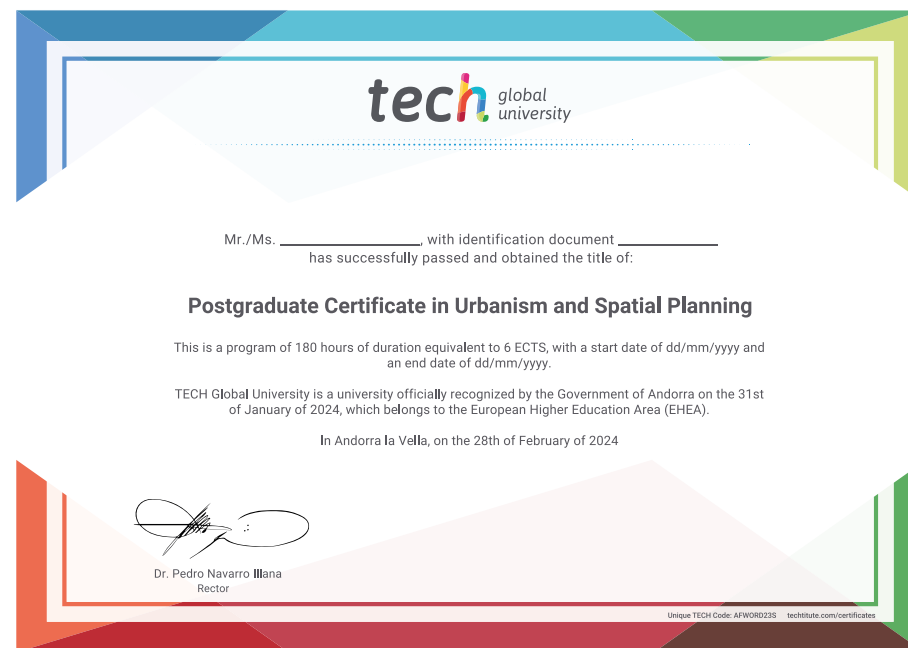 tech global
university
Mr./Ms. ____________, with identification document ____________
has successfully passed and obtained the title of:
Postgraduate Certificate in Urbanism and Spatial Planning
This is a program of 180 hours of duration equivalent to 6 ECTS, with a start date of dd/mm/yyyy and
an end date of dd/mm/yyyy.
TECH Global University is a university officially recognized by the Government of Andorra on the 31st
of January of 2024, which belongs to the European Higher Education Area (EHEA).
In Andorra la Vella, on the 28th of February of 2024
Dr. Pedro Navarro Illana
Rector
Unique TECH Code: AFWORD23S techtitute.com/certificates